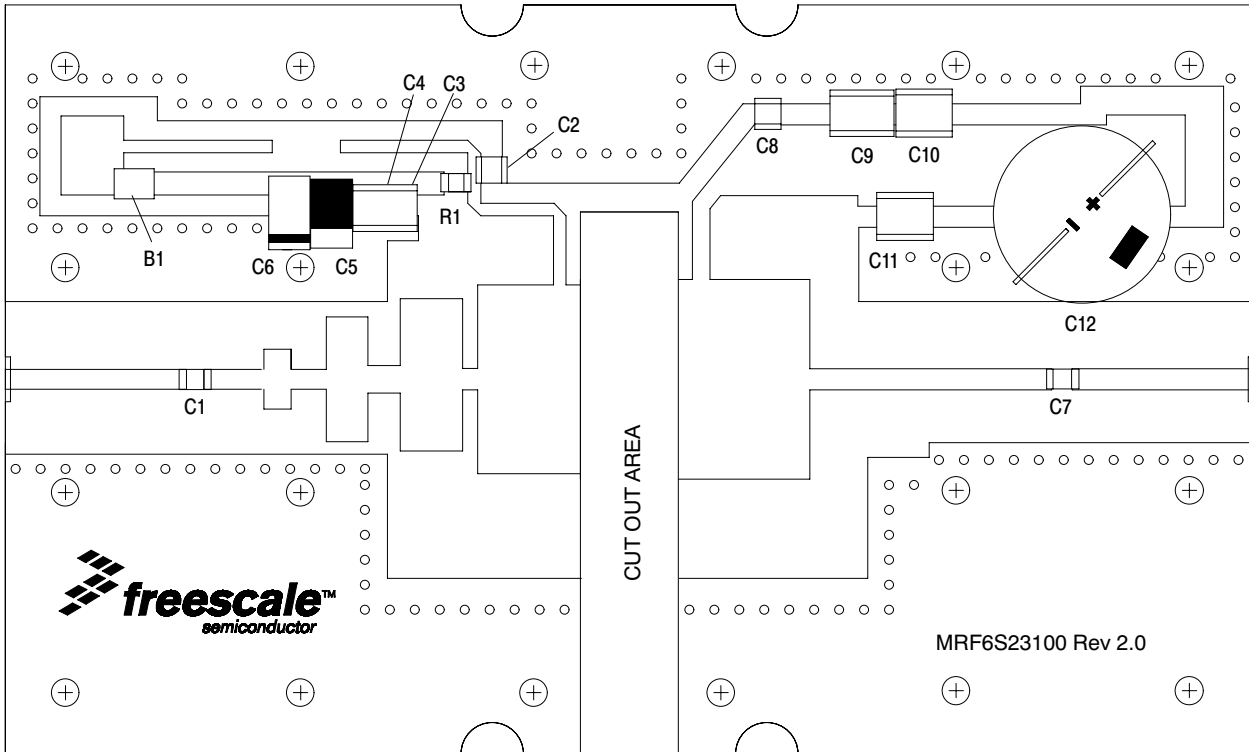 C4
C3
C2
C8
C9
C10
R1
B1
C6
C5
C11
C12
C1
C7
CUT OUT AREA
freescale™
semiconductor
MRF6S23100 Rev 2.0